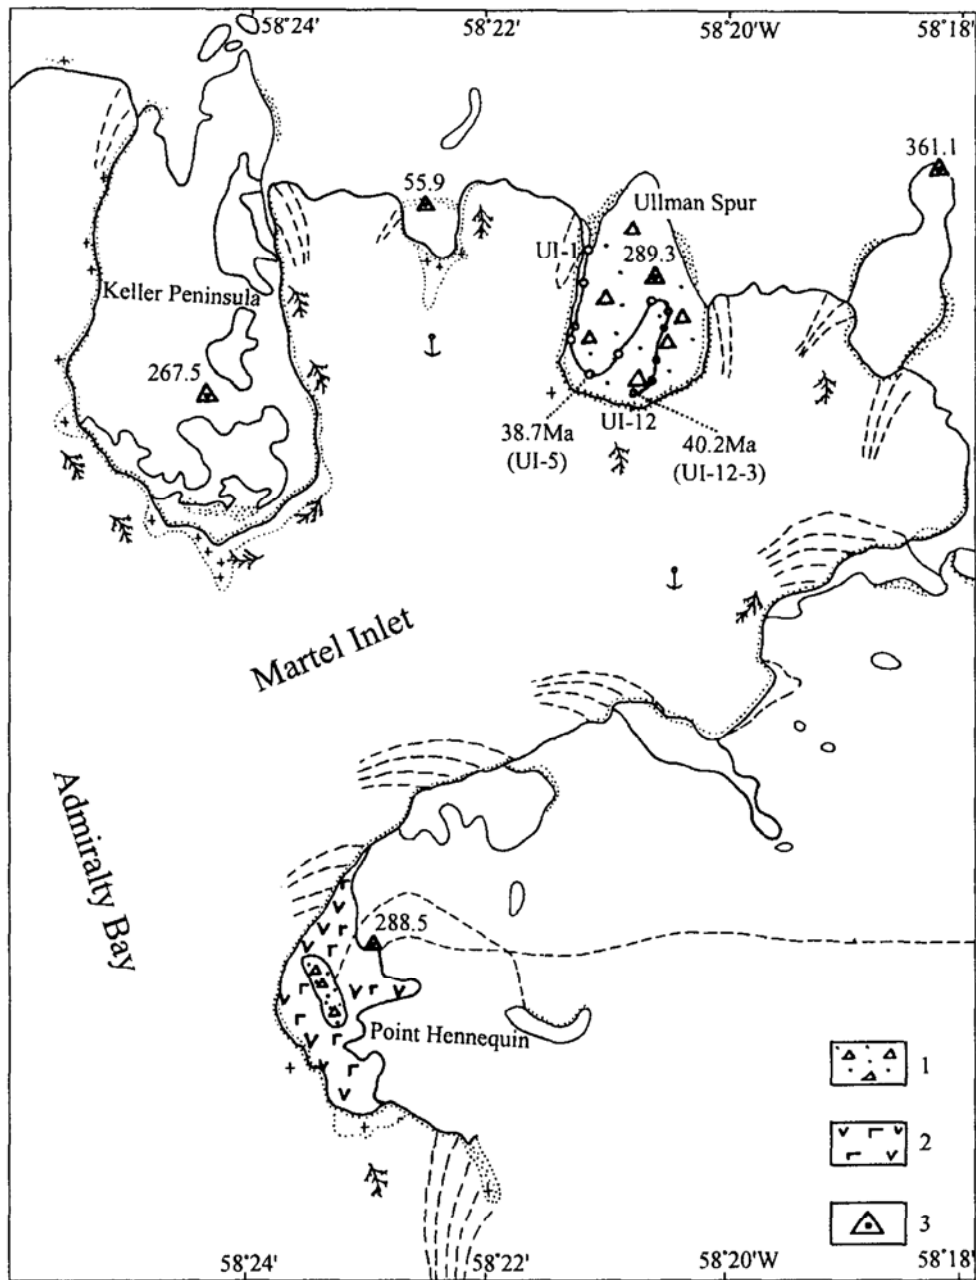 58°24' 58°22' 58°20'W 58°18'
361.1
55.9
Ullman Spur
UI-1
289.3
Keller Peninsula
267.5
UI-12
38.7Ma
(UI-5)
40.2Ma
(UI-12-3)
Martel Inlet
Admiralty Bay
288.5
Point Hennequin
1
2
3
58°24' 58°22' 58°20'W 58°18'